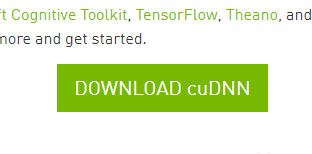 ft Cognitive Toolkit, TensorFlow, Theano, and
more and get started.
DOWNLOAD cuDNN